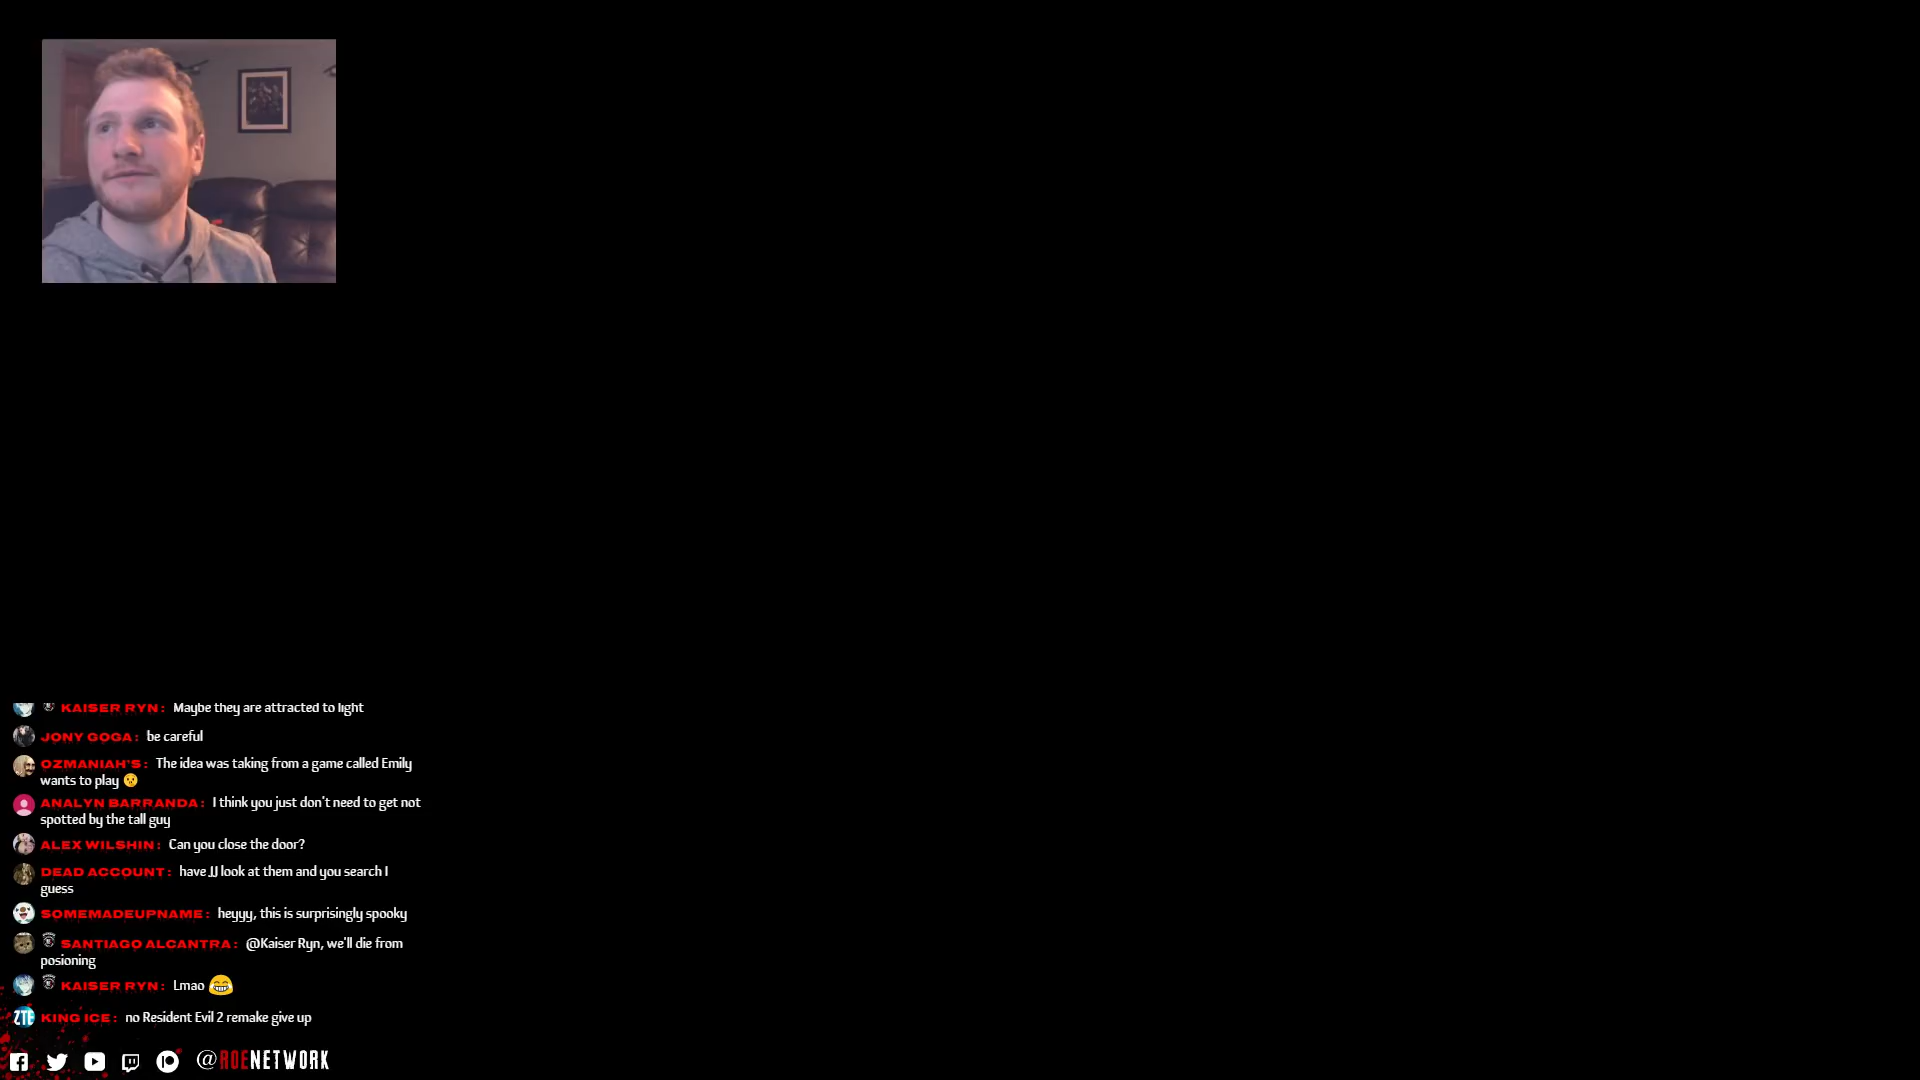 KAISER RYN: Maybe they are attracted to light
JONY GOGA: be careful
OZMANIAH'S: The idea was taking from a game called Emily
wants to play
ANALYN BARRANDA: I think you just don't need to get not
spotted by the tall guy
ALEX WILSHIN: Can you close the door?
DEAD ACCOUNT: have JJ look at them and you search I
guess
SOMEMADEUPNAME: heyyy, this is surprisingly spooky
SANTIAGO ALCANTRA: @Kaiser Ryn, we'll die from
posioning
KAISER RYN: Lmao
ZTE KING ICE: no Resident Evil 2 remake give up
@ROENETWORK